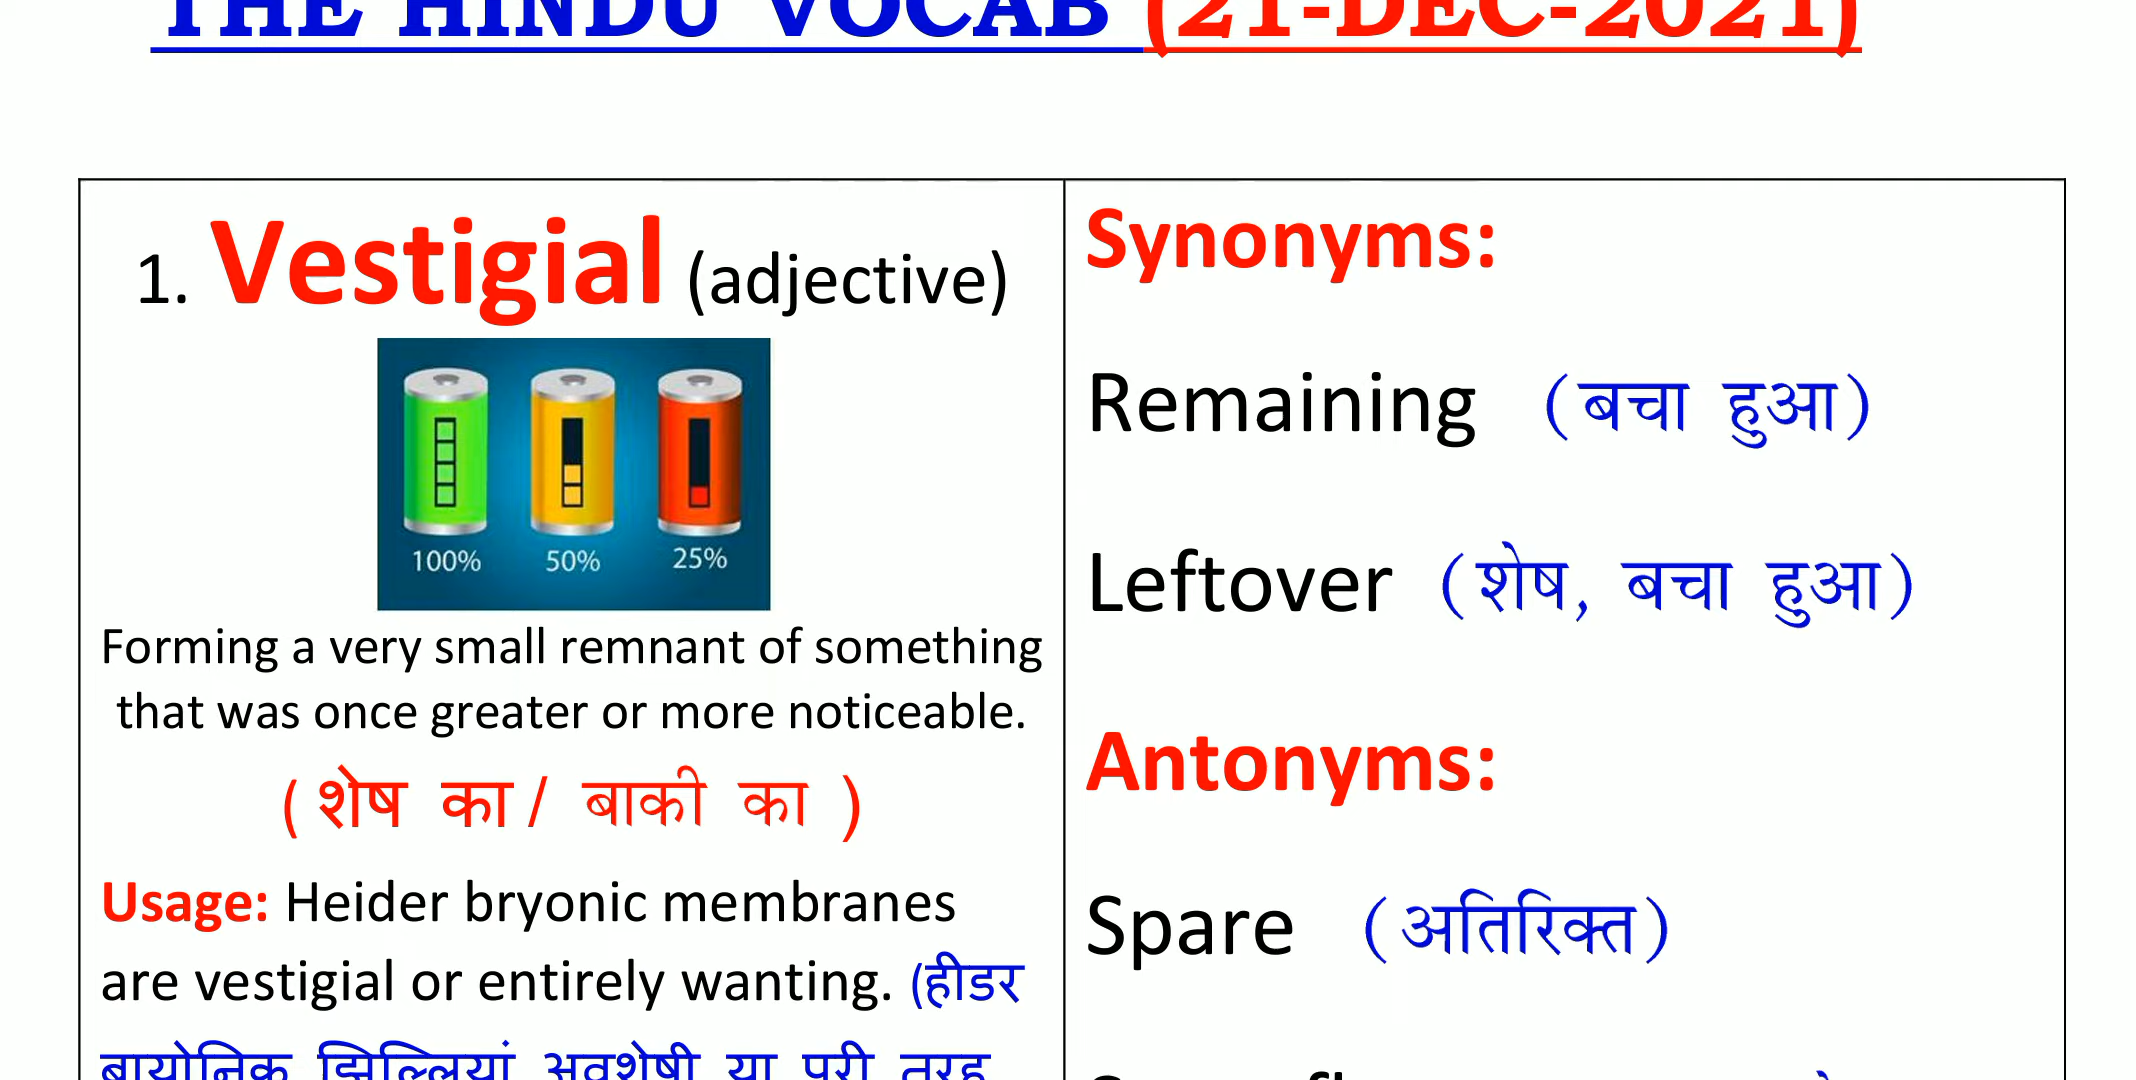 THE HINDU VOCAB (21-DEC-2021)
1. Vestigial (adjective)
100% 50% 25%
Forming a very small remnant of something
that was once greater or more noticeable.
( शेष का / बाकी का )
Usage: Heider bryonic membranes
are vestigial or entirely wanting. (हीडर
बायोनिक झिल्लियां अवशेषी या पूरी तरह
Synonyms:
Remaining (बचा हुआ)
Leftover (शेष, बचा हुआ)
Antonyms:
Spare (अतिरिक्त)